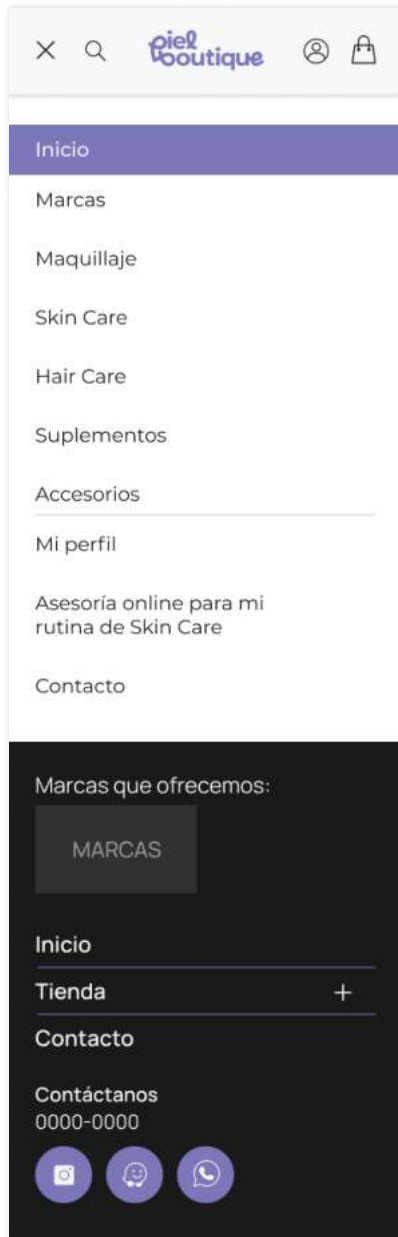 piel
boutique
Inicio
Marcas
Maquillaje
Skin Care
Hair Care
Suplementos
Accesorios
Mi perfil
Asesoría online para mi
rutina de Skin Care
Contacto
Marcas que ofrecemos:
MARCAS
Inicio
Tienda +
Contacto
Contáctanos
0000-0000